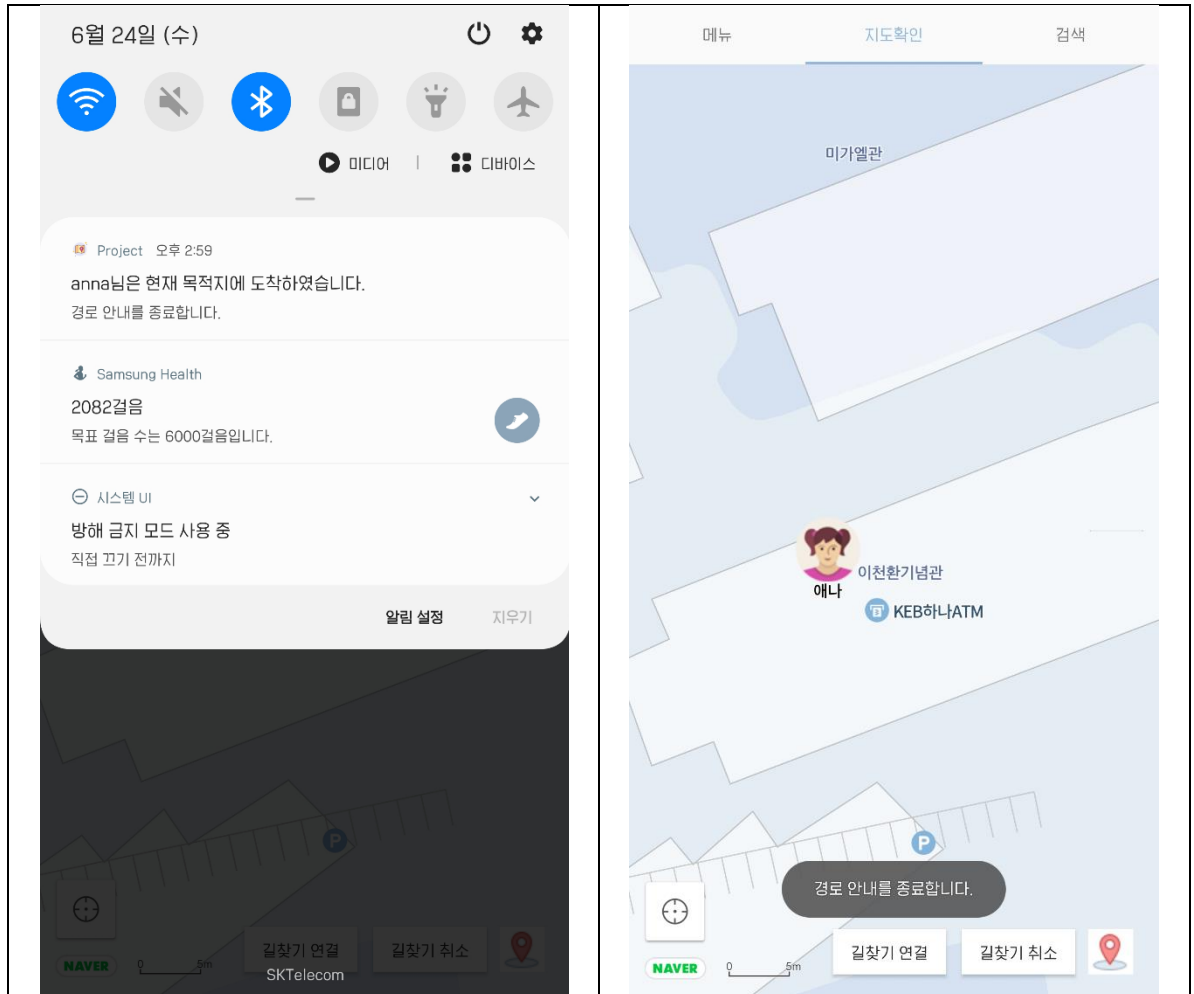 6월 24일 (수)
미디어 | 디바이스
Project 오후 2:59
anna님은 현재 목적지에 도착하였습니다.
경로 안내를 종료합니다.
Samsung Health
2082걸음
목표 걸음 수는 6000걸음입니다.
시스템 UI
방해 금지 모드 사용 중
직접 끄기 전까지
알림 설정 지우기
길찾기 연결 길찾기 취소
NAVER 0 5m
SKTelecom
메뉴 지도확인 검색
미가엘관
이천환기념관
애나
KEB하나ATM
P
경로 안내를 종료합니다.
길찾기 연결 길찾기 취소
NAVER 0 5m